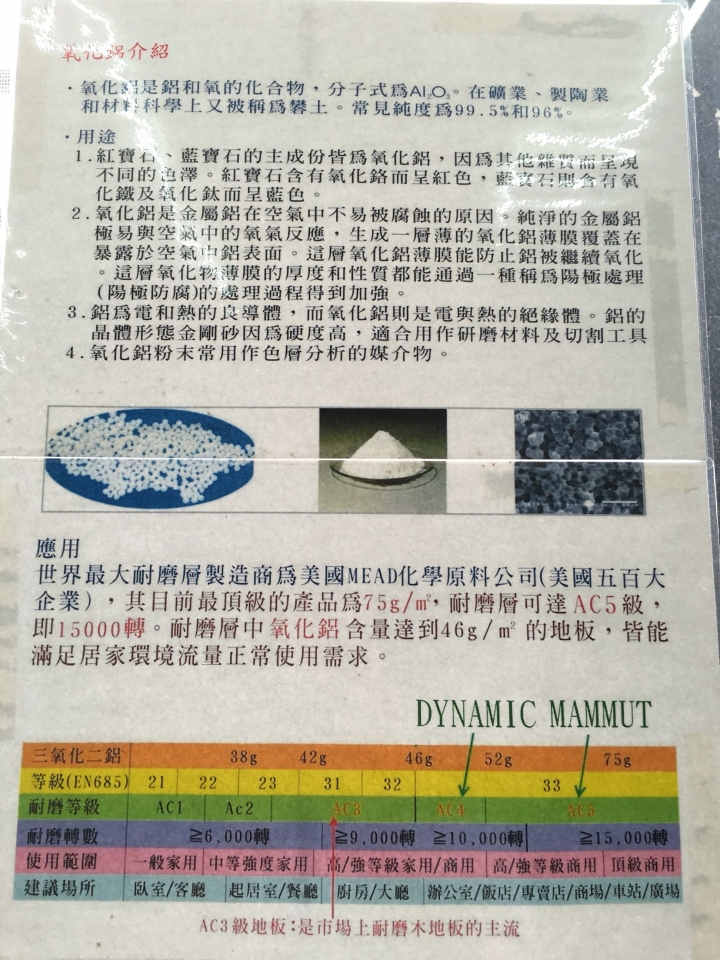 氧化鋁介紹
·氧化鋁是鋁和氧的化合物，分子式爲Al₂O₃。在礦業、製陶業
和材料科學上又被稱爲礬土。常見純度爲99.5%和96%。
·用途
1.紅寶石、藍寶石的主成份皆爲氧化鋁，因爲其他雜質而呈現
不同的色澤。紅寶石含有氧化鉻而呈紅色，藍寶石則含有氧
化鐵及氧化鈦而呈藍色。
2.氧化鋁是金屬鋁在空氣中不易被腐蝕的原因。純淨的金屬鋁
極易與空氣中的氧氣反應，生成一層薄的氧化鋁薄膜覆蓋在
暴露於空氣中鋁表面。這層氧化鋁薄膜能防止鋁被繼續氧化
。這層氧化物薄膜的厚度和性質都能通過一種稱爲陽極處理
(陽極防腐)的處理過程得到加強。
3.鋁爲電和熱的良導體，而氧化鋁則是電與熱的絕緣體。鋁的
晶體形態金剛砂因爲硬度高，適合用作研磨材料及切割工具
4.氧化鋁粉末常用作色層分析的媒介物。
應用
世界最大耐磨層製造商爲美國MEAD化學原料公司(美國五百大
企業)，其目前最頂級的產品爲75g/㎡，耐磨層可達AC5級，
即15000轉。耐磨層中氧化鋁含量達到46g/㎡的地板，皆能
滿足居家環境流量正常使用需求。
DYNAMIC MAMMUT
三氧化二鋁 38g 42g 46g 52g 75g
等級(EN685) 21 22 23 31 32 33
耐磨等級 AC1 Ac2 AC3 AC4 AC5
耐磨轉數 ≧6,000轉 ≧9,000轉 ≧10,000轉 ≧15,000轉
使用範圍 一般家用 中等強度家用 高/強等級家用/商用 高/強等級商用 頂級商用
建議場所 臥室/客廳 起居室/餐廳 廚房/大廳 辦公室/飯店/專賣店/商場/車站/廣場
AC3級地板:是市場上耐磨木地板的主流